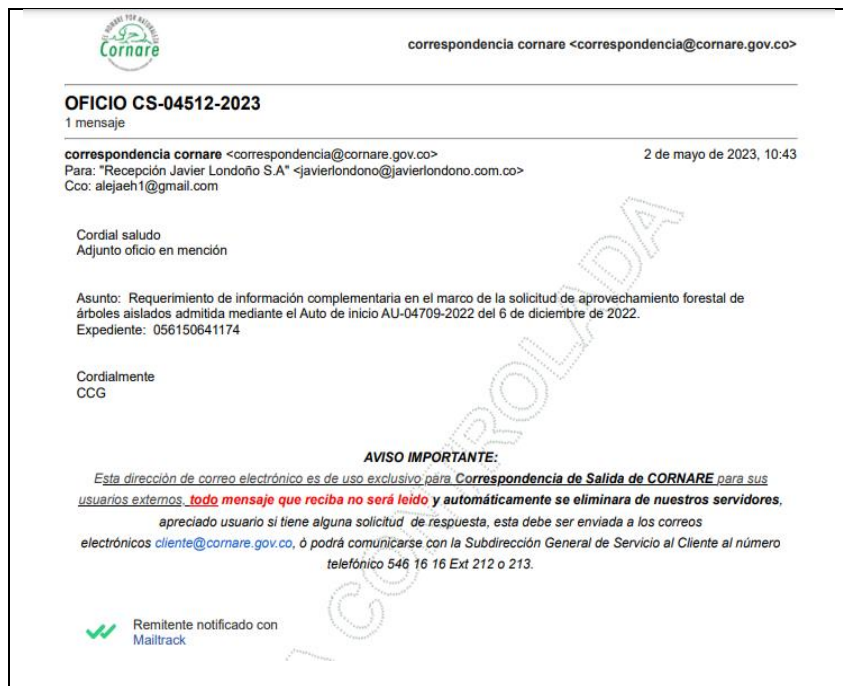 EL HOMBRE POR NATURALEZA
Cornare
correspondencia cornare <correspondencia@cornare.gov.co>
OFICIO CS-04512-2023
1 mensaje
correspondencia cornare <correspondencia@cornare.gov.co> 2 de mayo de 2023, 10:43
Para: "Recepción Javier Londoño S.A" <javierlondono@javierlondono.com.co>
Cco: alejaeh1@gmail.com
Cordial saludo
Adjunto oficio en mención
Asunto: Requerimiento de información complementaria en el marco de la solicitud de aprovechamiento forestal de
árboles aislados admitida mediante el Auto de inicio AU-04709-2022 del 6 de diciembre de 2022.
Expediente: 056150641174
Cordialmente
CCG
AVISO IMPORTANTE:
Esta dirección de correo electrónico es de uso exclusivo para Correspondencia de Salida de CORNARE para sus
usuarios externos, todo mensaje que reciba no será leido y automáticamente se eliminara de nuestros servidores,
apreciado usuario si tiene alguna solicitud de respuesta, esta debe ser enviada a los correos
electrónicos cliente@cornare.gov.co, ò podrá comunicarse con la Subdirección General de Servicio al Cliente al número
telefónico 546 16 16 Ext 212 o 213.
Remitente notificado con
Mailtrack
CONTROLADA